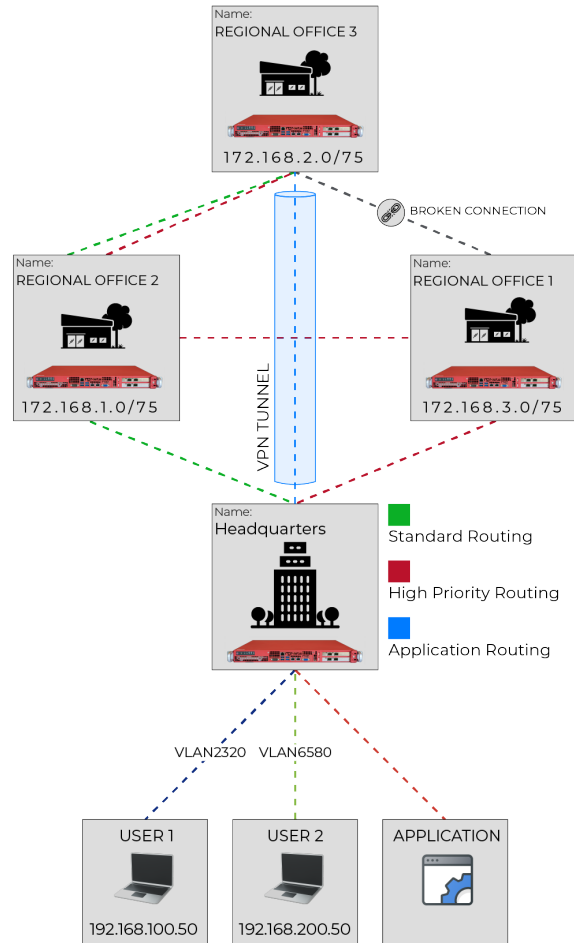 Name:
REGIONAL OFFICE 3
172.168.2.0/75
BROKEN CONNECTION
Name:
REGIONAL OFFICE 2
172.168.1.0/75
Name:
REGIONAL OFFICE 1
172.168.3.0/75
VPN TUNNEL
Name:
Headquarters
Standard Routing
High Priority Routing
Application Routing
VLAN2320
VLAN6580
USER 1
192.168.100.50
USER 2
192.168.200.50
APPLICATION